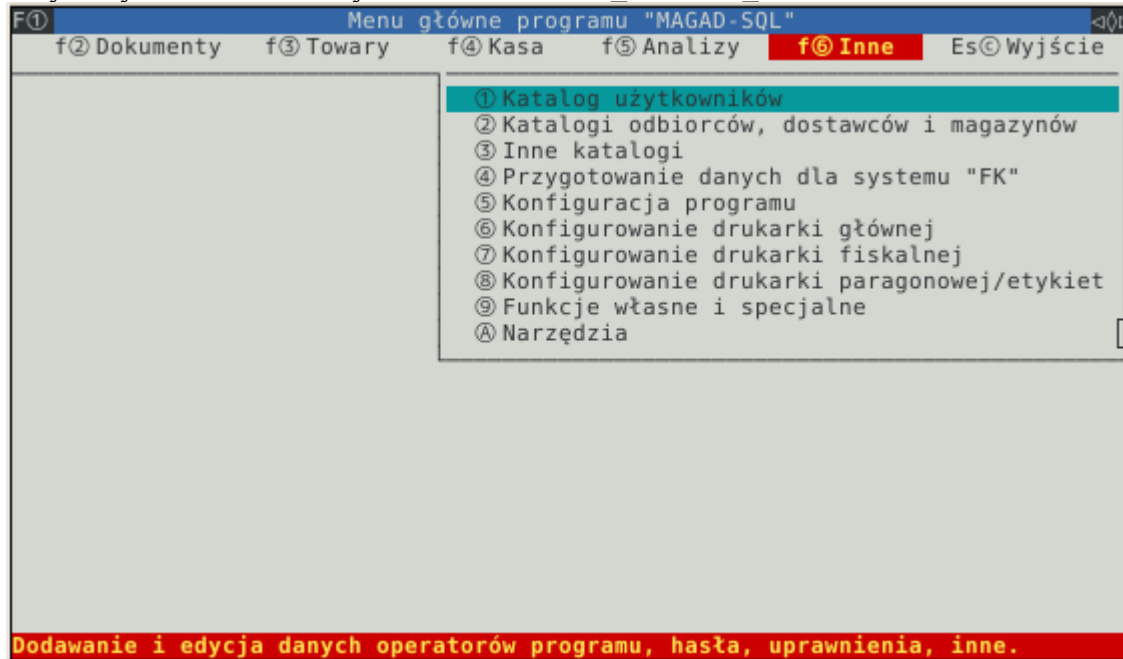 F① Menu główne programu "MAGAD-SQL"
f② Dokumenty f③ Towary f④ Kasa f⑤ Analizy f⑥ Inne Es© Wyjście
① Katalog użytkowników
② Katalogi odbiorców, dostawców i magazynów
③ Inne katalogi
④ Przygotowanie danych dla systemu "FK"
⑤ Konfiguracja programu
⑥ Konfigurowanie drukarki głównej
⑦ Konfigurowanie drukarki fiskalnej
⑧ Konfigurowanie drukarki paragonowej/etykiet
⑨ Funkcje własne i specjalne
Ⓐ Narzędzia
Dodawanie i edycja danych operatorów programu, hasła, uprawnienia, inne.